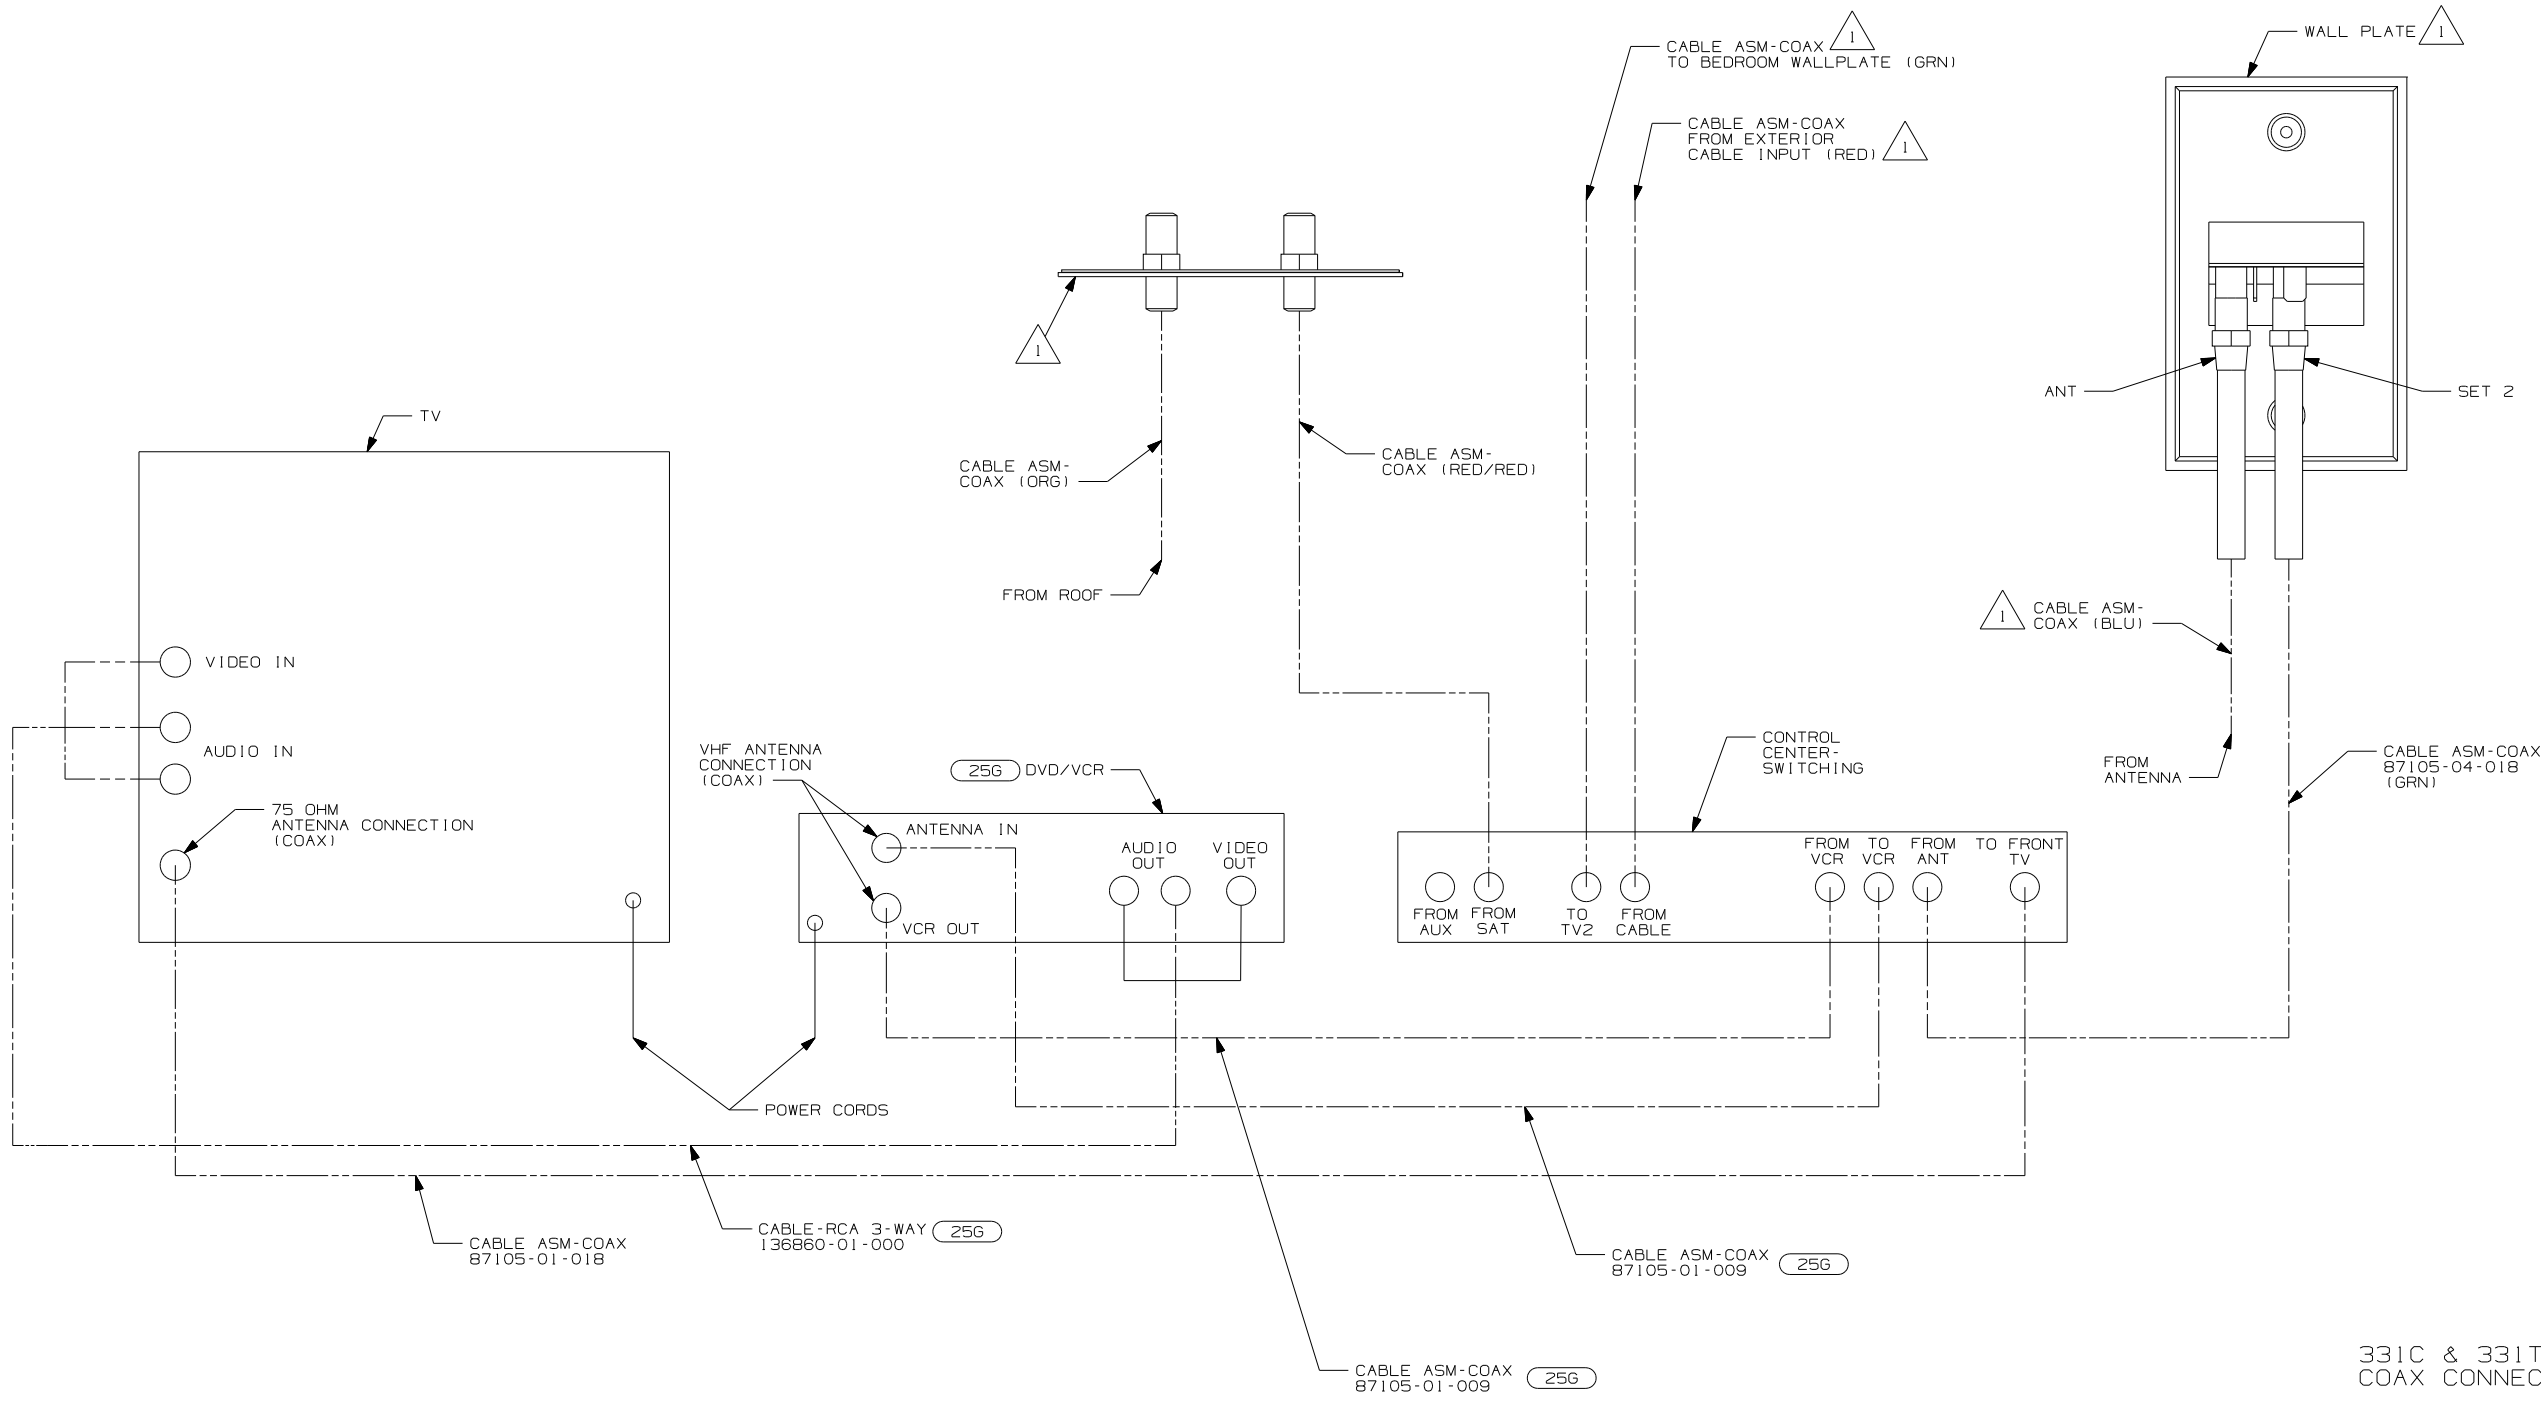 CABLE ASM-COAX 1
TO BEDROOM WALLPLATE (GRN)
WALL PLATE 1
CABLE ASM-COAX
FROM EXTERIOR
CABLE INPUT (RED) 1
1
ANT
SET 2
TV
CABLE ASM-
COAX (ORG)
CABLE ASM-
COAX (RED/RED)
FROM ROOF
1 CABLE ASM-
COAX (BLU)
VIDEO IN
AUDIO IN
75 OHM
ANTENNA CONNECTION
(COAX)
VHF ANTENNA
CONNECTION
(COAX)
25G DVD/VCR
CONTROL
CENTER-
SWITCHING
FROM
ANTENNA
CABLE ASM-COAX
87105-04-018
(GRN)
ANTENNA IN
AUDIO
OUT
VIDEO
OUT
VCR OUT
FROM
VCR
TO
VCR
FROM
ANT
TO FRONT
TV
FROM
AUX
FROM
SAT
TO
TV2
FROM
CABLE
POWER CORDS
CABLE ASM-COAX
87105-01-018
CABLE-RCA 3-WAY 25G
136860-01-000
CABLE ASM-COAX
87105-01-009 25G
CABLE ASM-COAX
87105-01-009 25G
331C & 331T
COAX CONNEC